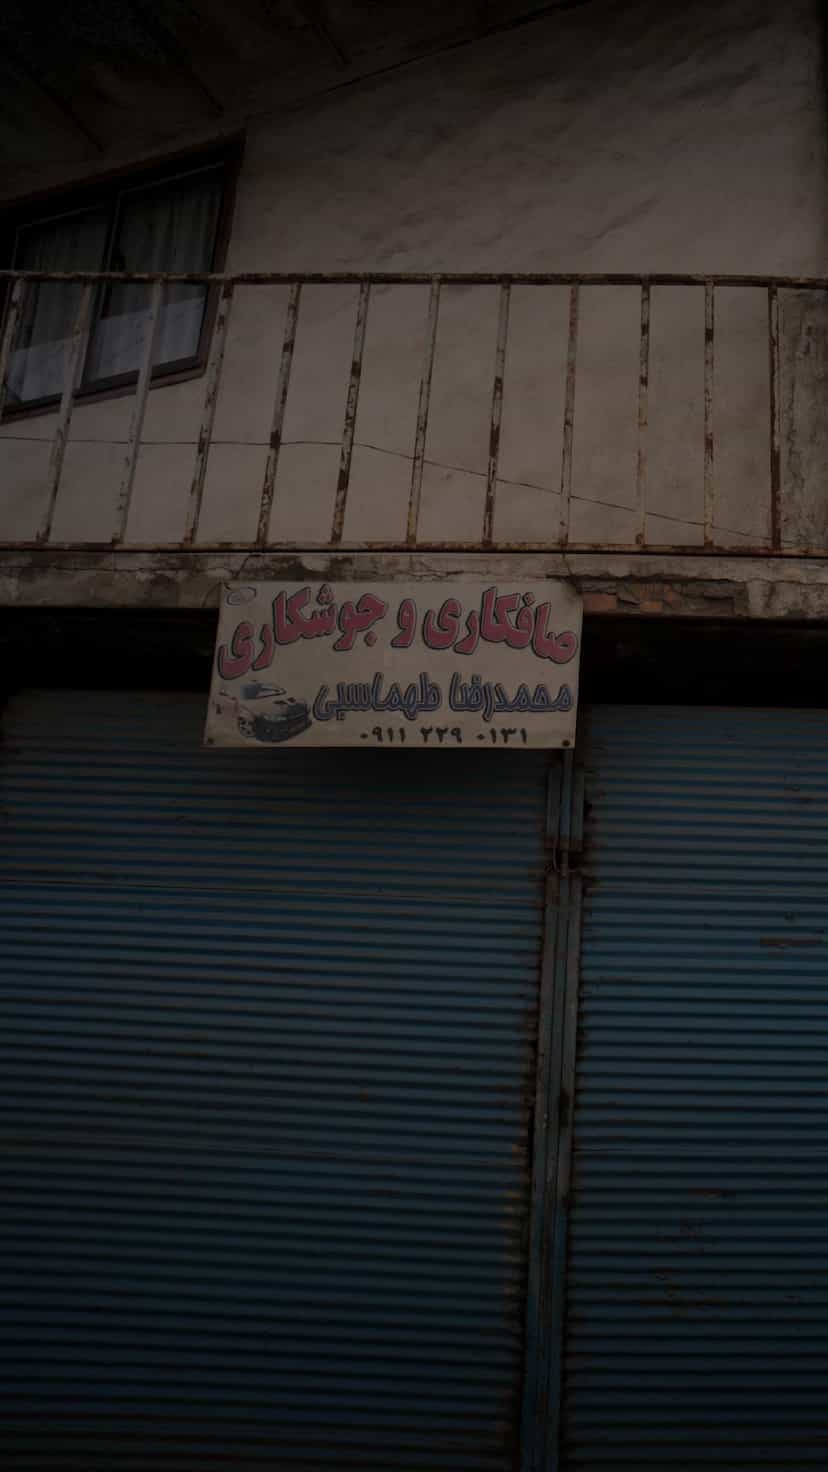 صافکاری و جوشکاری
محمدرضا طهماسبی
۰۹۱۱ ۲۲۹ ۰۱۳۱